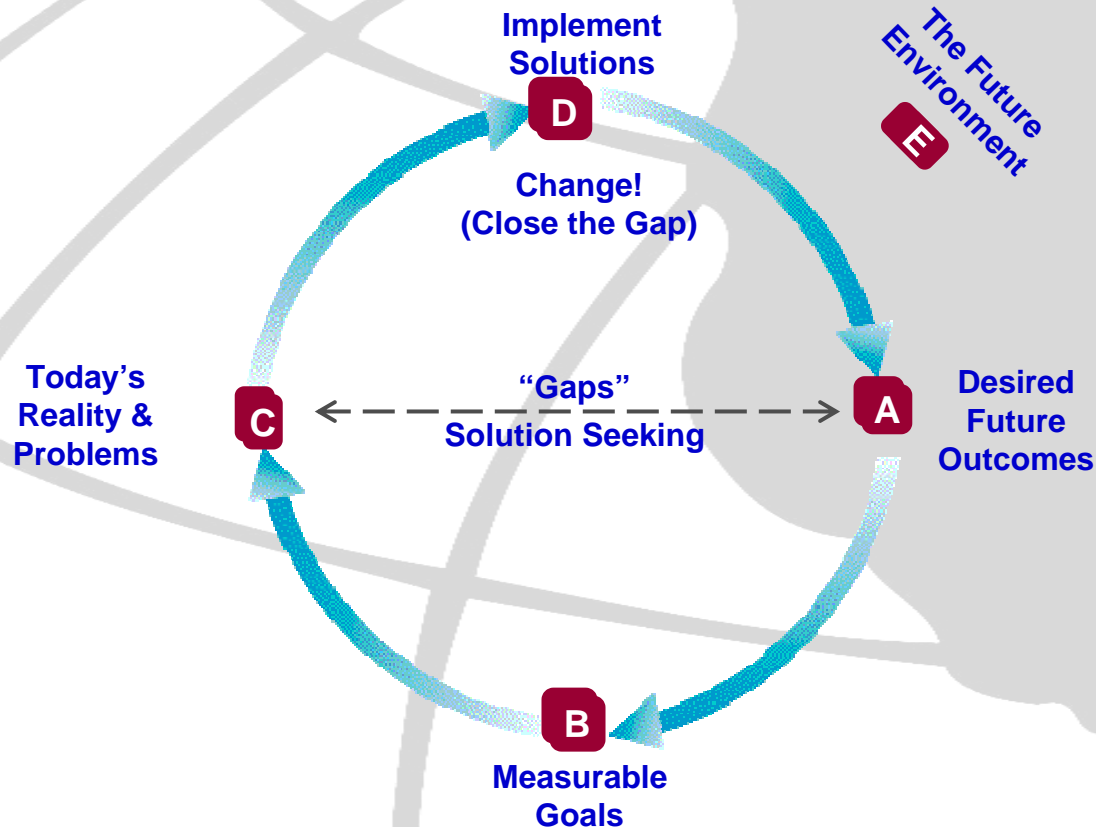 Implement
Solutions
D
Change!
(Close the Gap)
The Future
Environment
E
Today’s
Reality &
Problems
C
“Gaps”
Solution Seeking
A
Desired
Future
Outcomes
B
Measurable
Goals